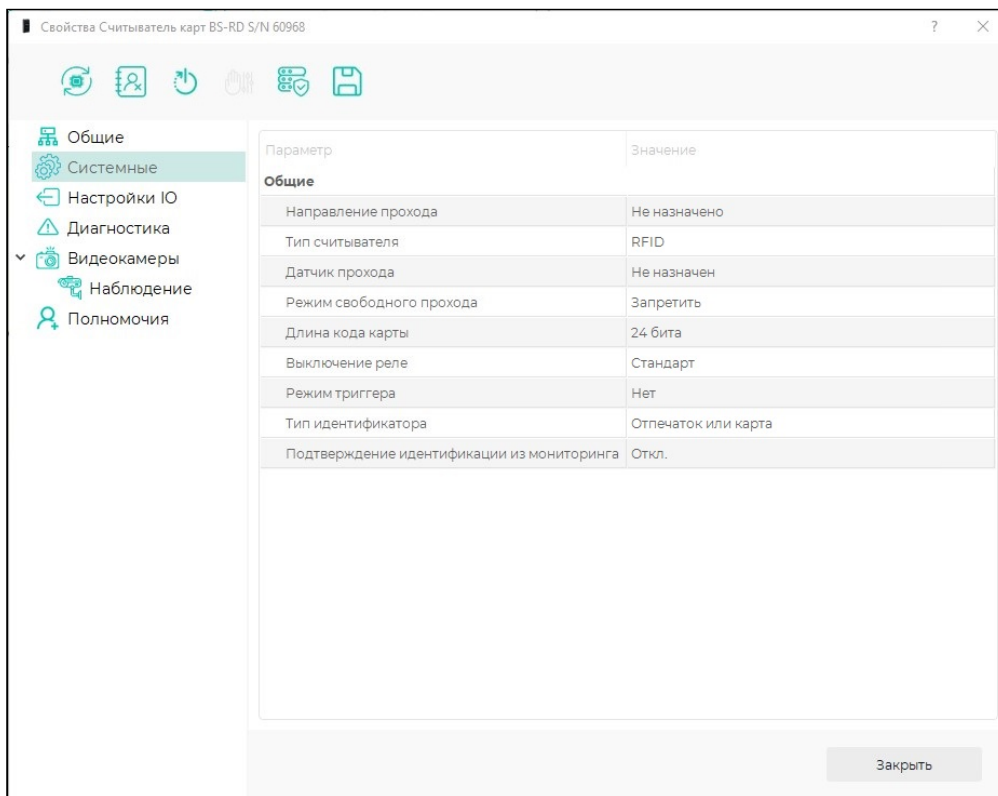 Свойства Считыватель карт BS-RD S/N 60968
?
Общие
Системные
Настройки IO
Диагностика
Видеокамеры
Наблюдение
Полномочия
Параметр Значение
Общие
Направление прохода Не назначено
Тип считывателя RFID
Датчик прохода Не назначен
Режим свободного прохода Запретить
Длина кода карты 24 бита
Выключение реле Стандарт
Режим триггера Нет
Тип идентификатора Отпечаток или карта
Подтверждение идентификации из мониторинга Откл.
Закрыть